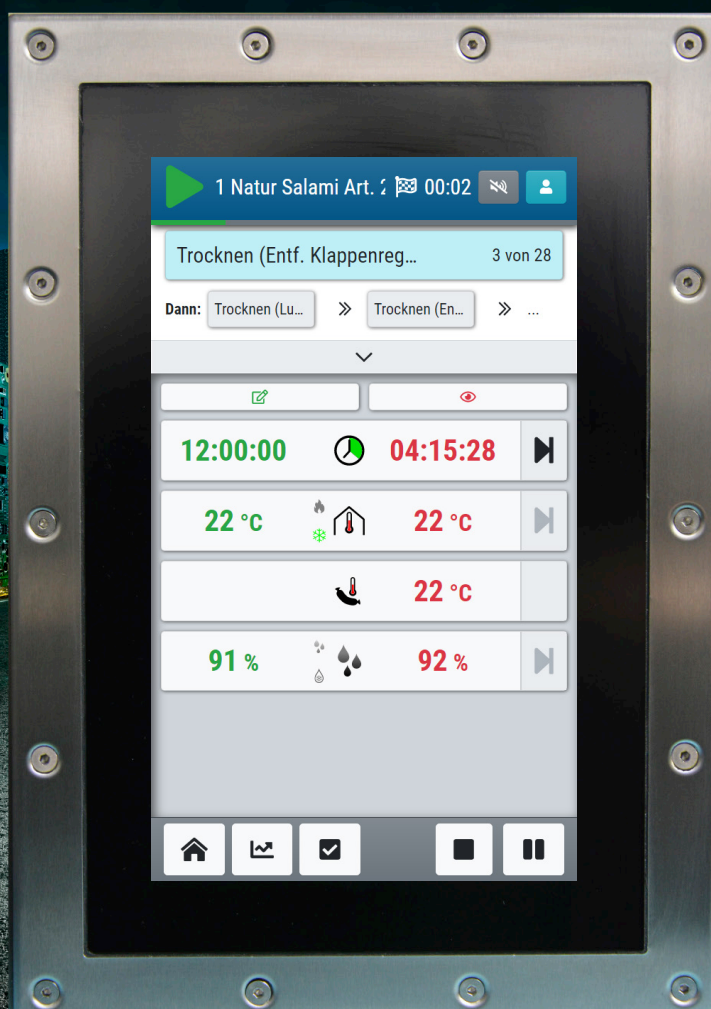 1 Natur Salami Art. 2 00:02
Trocknen (Entf. Klappenreg… 3 von 28
Dann: Trocknen (Lu… Trocknen (En… ...
12:00:00 04:15:28
22 °C 22 °C
22 °C
91 % 92 %